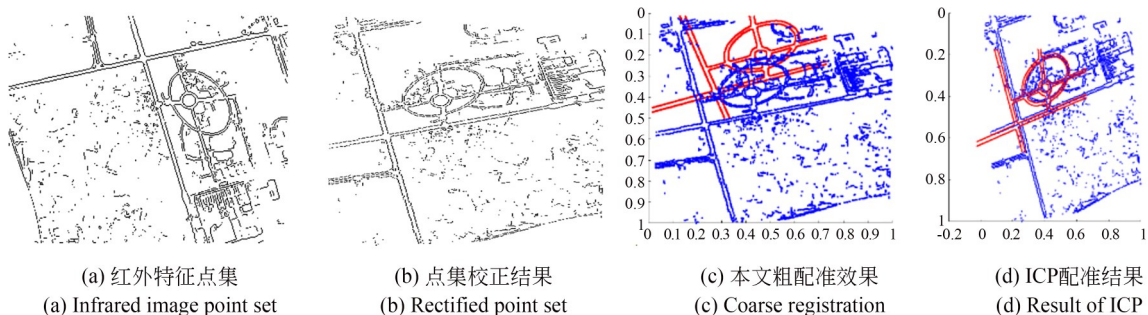 0
0.1
0.2
0.3
0.4
0.5
0.6
0.7
0.8
0.9
1
0 0.1 0.2 0.3 0.4 0.5 0.6 0.7 0.8 0.9 1
0
0.2
0.4
0.6
0.8
1
-0.2 0 0.2 0.4 0.6 0.8 1
(a) 红外特征点集
(b) 点集校正结果
(c) 本文粗配准效果
(d) ICP配准结果
(a) Infrared image point set
(b) Rectified point set
(c) Coarse registration
(d) Result of ICP